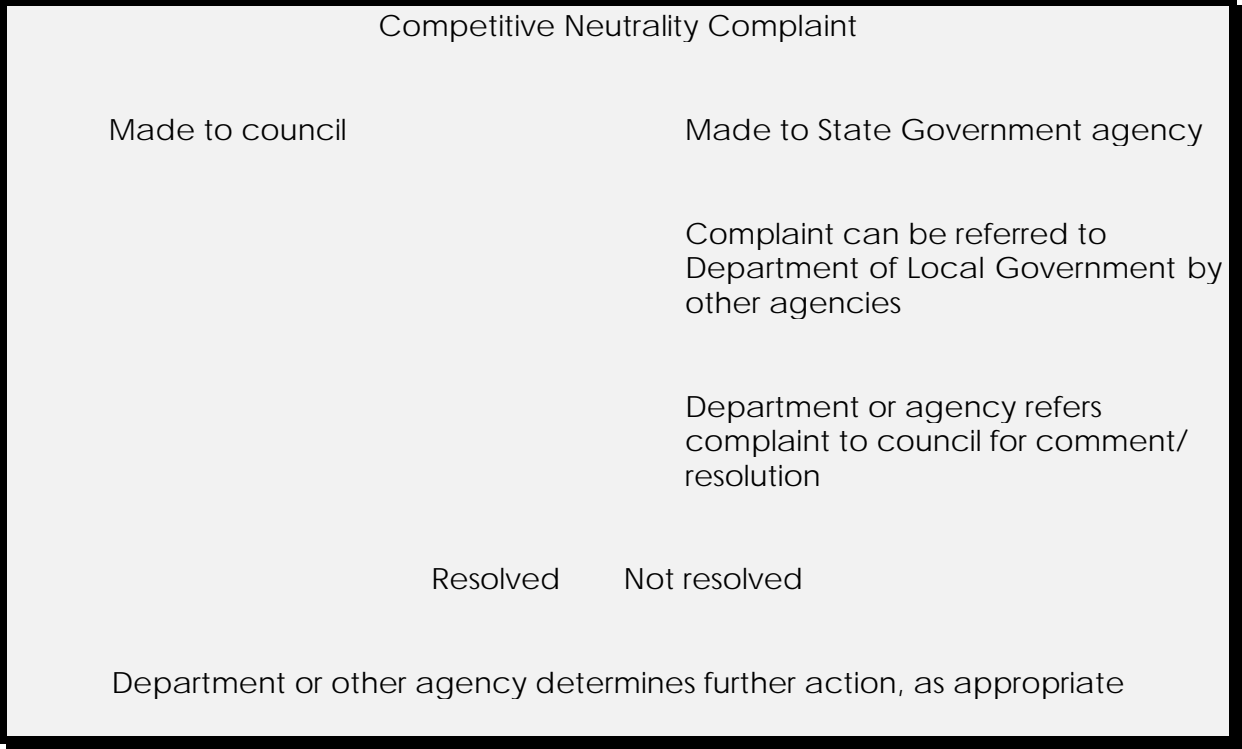 Competitive Neutrality Complaint
Made to council
Made to State Government agency
Complaint can be referred to
Department of Local Government by
other agencies
Department or agency refers
complaint to council for comment/
resolution
Resolved
Not resolved
Department or other agency determines further action, as appropriate